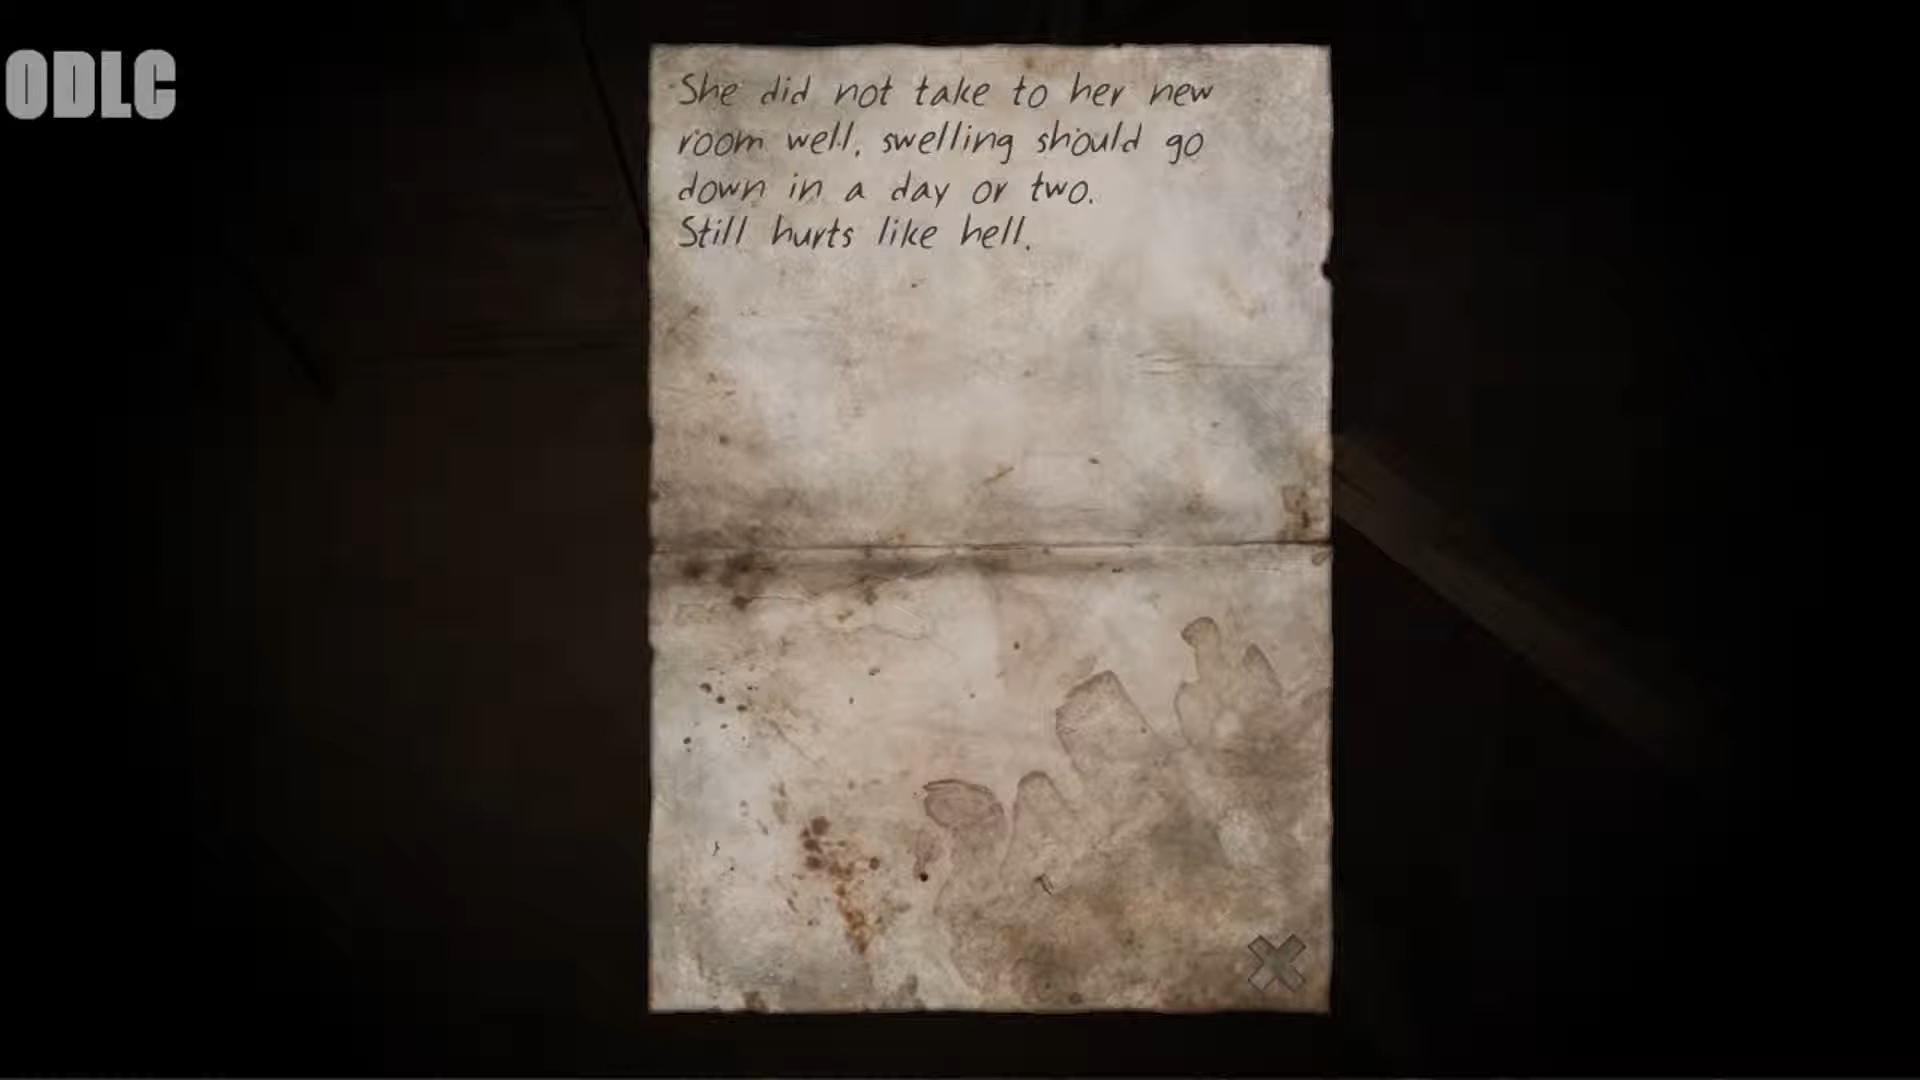 ODLC
She did not take to her new
room well, swelling should go
down in a day or two.
Still hurts like hell.